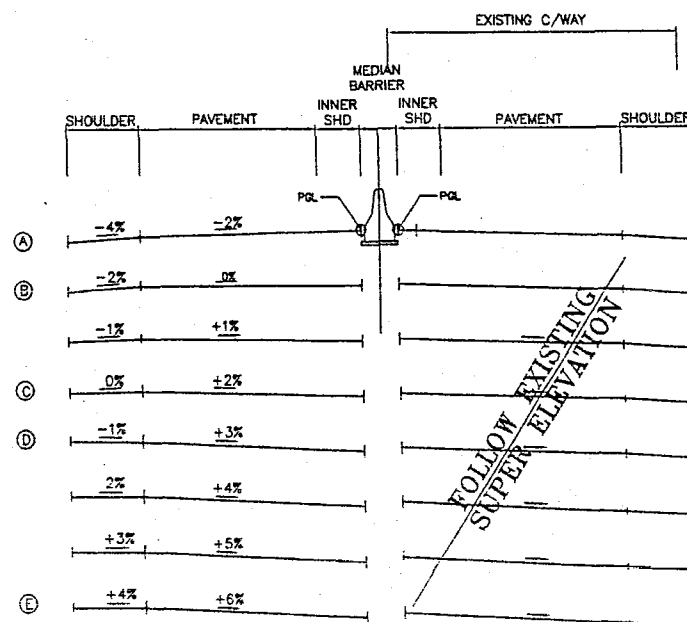 EXISTING C/WAY
MEDIAN
BARRIER
SHOULDER
PAVEMENT
INNER
SHD
INNER
SHD
PAVEMENT
SHOULDER
PGL
PGL
A
-4%
-2%
B
-2%
0%
-1%
+1%
C
0%
+2%
D
-1%
+3%
2%
+4%
+3%
+5%
E
+4%
+6%
FOLLOW EXISTING
SUPER ELEVATION